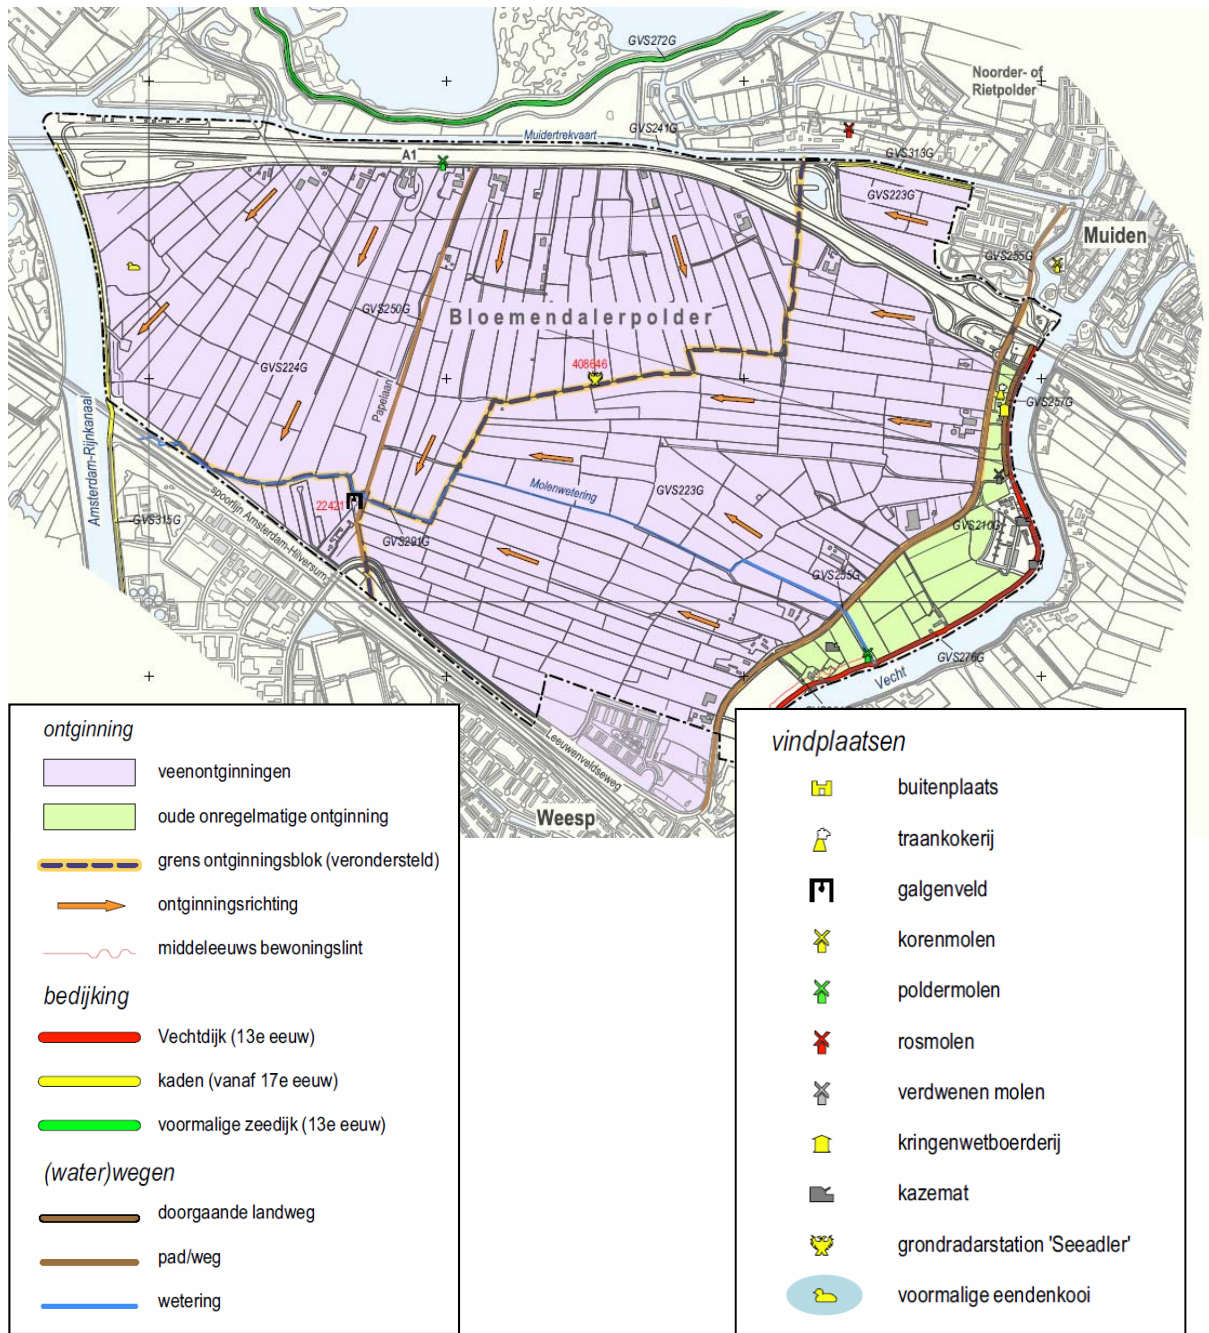 GVS272G
Noorder- of
Rietpolder
Muidertrekvaart
GVS241G
A1
GVS313G
GVS223G
Muiden
GVS255G
GVS250G
Bloemendalerpolder
408646
GVS224G
Papelaan
GVS257G
Amsterdam-Rijnkanaal
Molenwetering
GVS223G
22421
GVS315G
spoorlijn Amsterdam-Hilversum
GVS291G
GVS210G
GVS255G
GVS276G
Vecht
Leeuwenveldseweg
Weesp
ontginning
veenontginningen
oude onregelmatige ontginning
grens ontginningsblok (verondersteld)
ontginningsrichting
middeleeuws bewoningslint
bedijking
Vechtdijk (13e eeuw)
kaden (vanaf 17e eeuw)
voormalige zeedijk (13e eeuw)
(water)wegen
doorgaande landweg
pad/weg
wetering
vindplaatsen
buitenplaats
traankokerij
galgenveld
korenmolen
poldermolen
rosmolen
verdwenen molen
kringenwetboerderij
kazemat
grondradarstation 'Seeadler'
voormalige eendenkooi